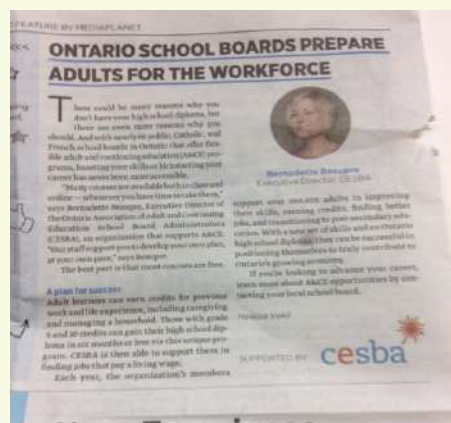 FEATURE BY MEDIAPLANET
ONTARIO SCHOOL BOARDS PREPARE
ADULTS FOR THE WORKFORCE
There could be many reasons why you
don't have your high school diploma, but
there are even more reasons why you
should. And with nearly 60 public, Catholic, and
French school boards in Ontario that offer flex-
ible adult and continuing education (A&CE) pro-
grams, boosting your skills or kickstarting your
career has never been more accessible.
"Many courses are available both in class and
online — whenever you have time to take them,"
says Bernadette Beaupre, Executive Director of
the Ontario Association of Adult and Continuing
Education School Board Administrators
(CESBA), an organization that supports A&CE.
"Our staff support you to develop your own plan,
at your own pace," says Beaupre.
The best part is that most courses are free.
A plan for success
Adult learners can earn credits for previous
work and life experience, including caregiving
and managing a household. Those with grade
9 and 10 credits can gain their high school dip-
loma in six months or less via this unique pro-
gram. CESBA is then able to support them in
finding jobs that pay a living wage.
Each year, the organization's members
Bernadette Beaupre
Executive Director, CESBA
support over adults in improving
their skills, earning credits, finding better
jobs, and transitioning to post-secondary edu-
cation. With a new set of skills and an Ontario
high school diploma, they can be successful in
positioning themselves to truly contribute to
Ontario's growing economy.
If you're looking to advance your career,
learn more about A&CE opportunities by con-
tacting your local school board.
Melissa
SUPPORTED BY cesba